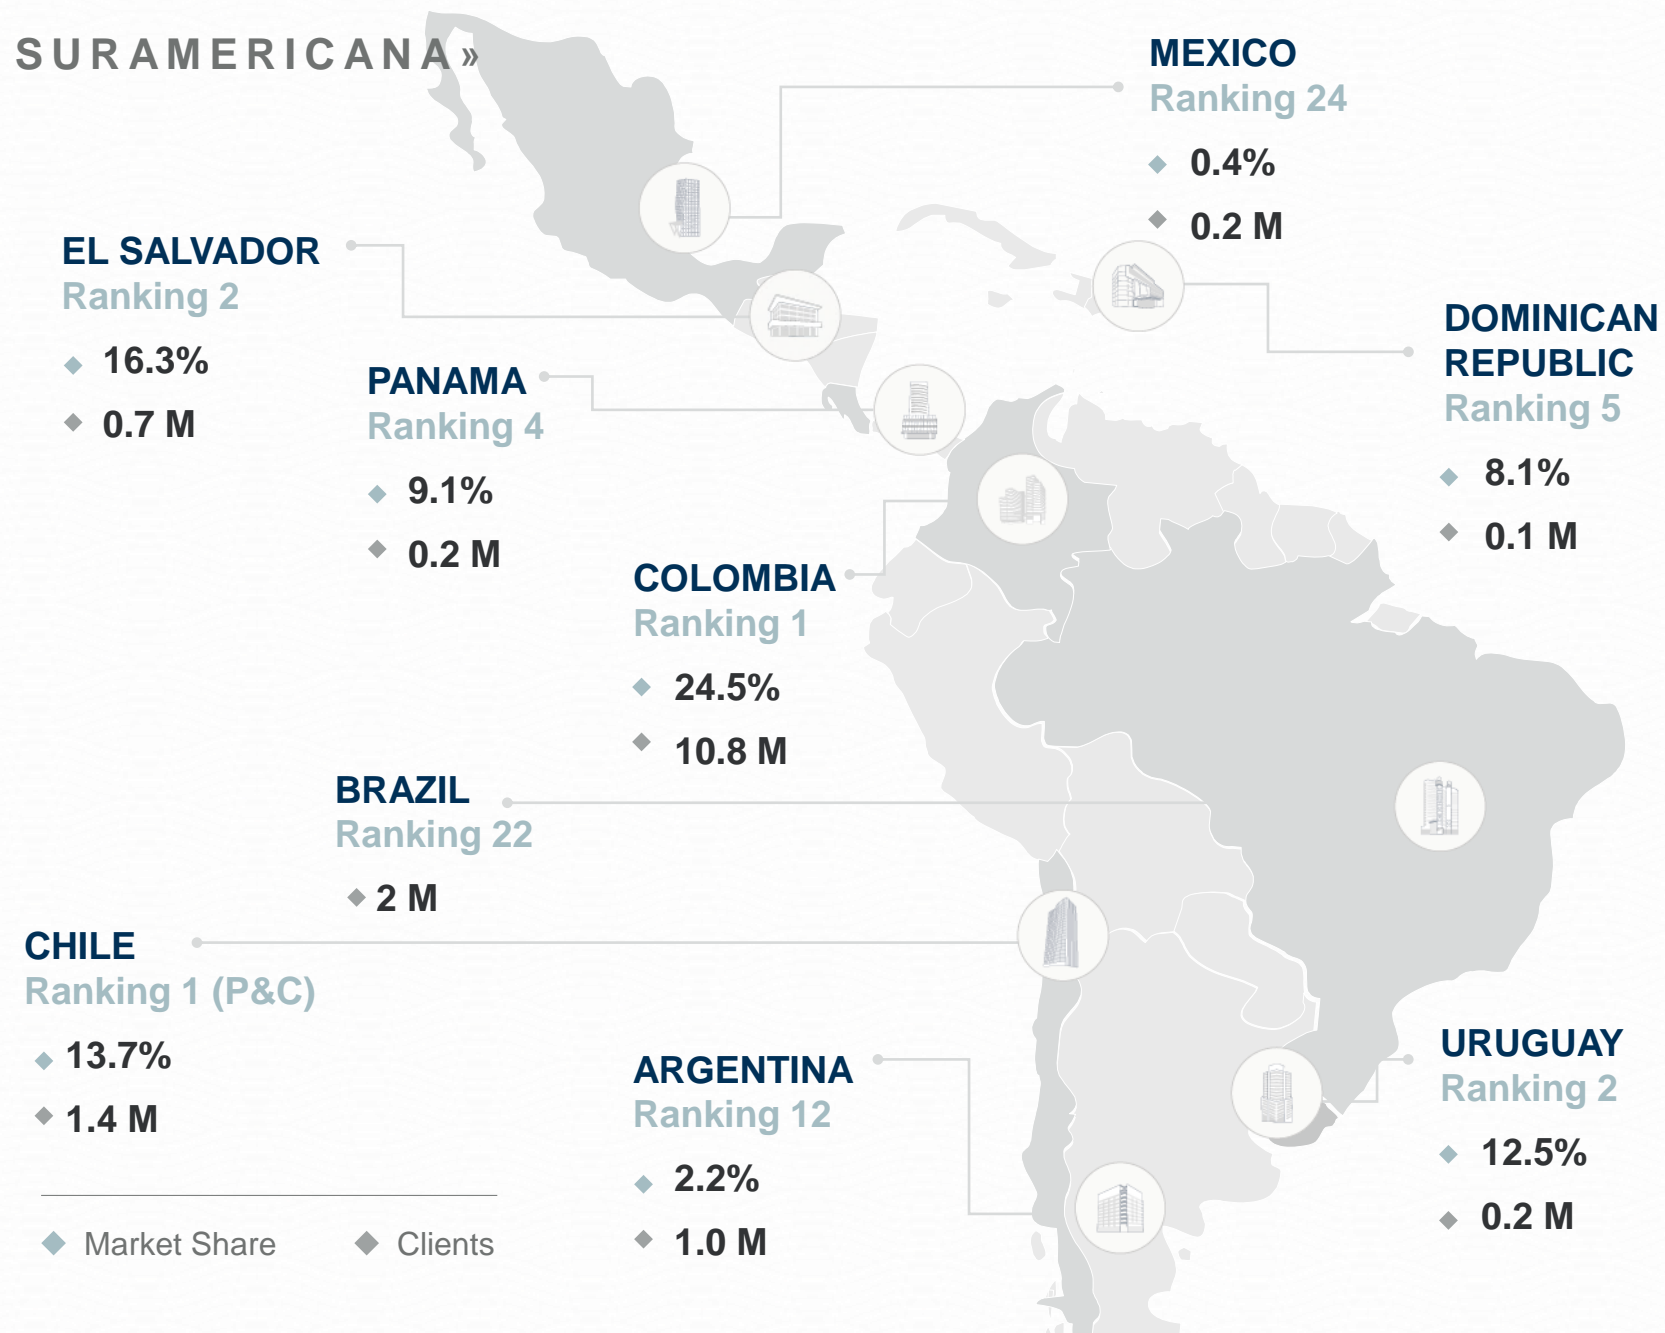 SURAMERICANA»
MEXICO
Ranking 24
0.4%
0.2 M
EL SALVADOR
Ranking 2
16.3%
0.7 M
DOMINICAN
REPUBLIC
Ranking 5
8.1%
0.1 M
PANAMA
Ranking 4
9.1%
0.2 M
COLOMBIA
Ranking 1
24.5%
10.8 M
BRAZIL
Ranking 22
2 M
CHILE
Ranking 1 (P&C)
13.7%
1.4 M
ARGENTINA
Ranking 12
2.2%
1.0 M
URUGUAY
Ranking 2
12.5%
0.2 M
Market Share
Clients